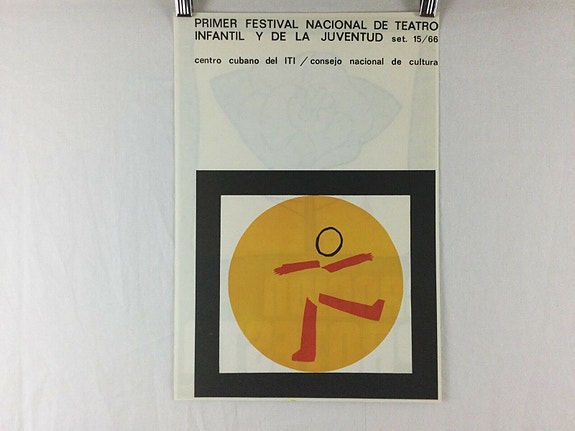 PRIMER FESTIVAL NACIONAL DE TEATRO
INFANTIL Y DE LA JUVENTUD set. 15/66
centro cubano del ITI / consejo nacional de cultura